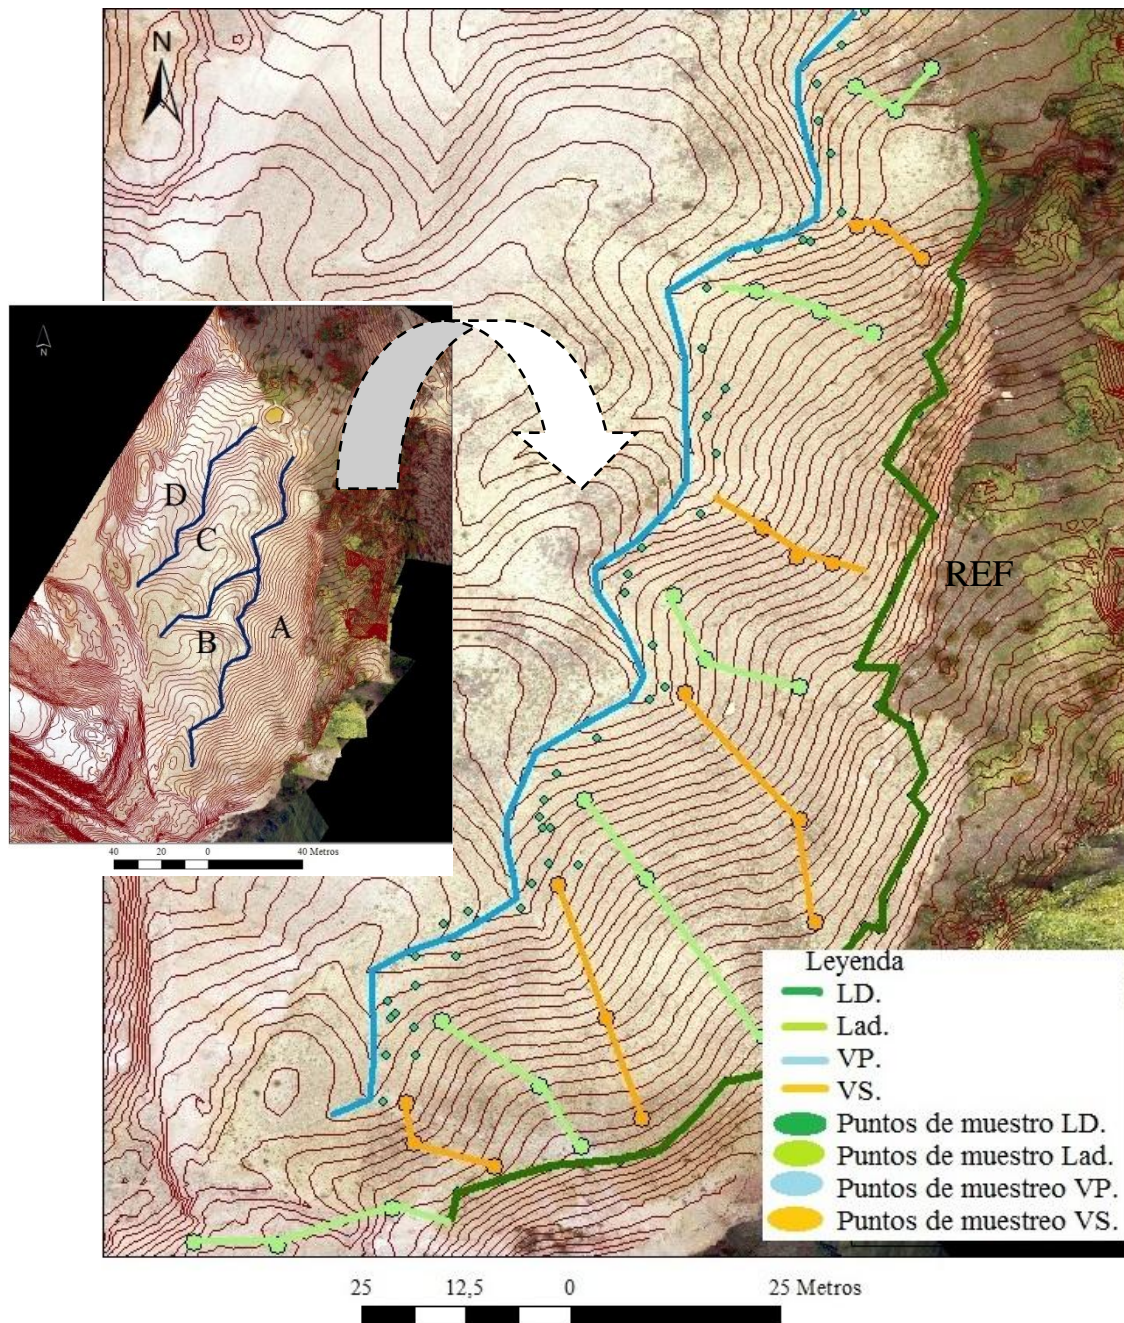 N
N
D
C
B
A
40
20
0
40 Metros
REF
Leyenda
LD.
Lad.
VP.
VS.
Puntos de muestro LD.
Puntos de muestro Lad.
Puntos de muestreo VP.
Puntos de muestreo VS.
25
12,5
0
25 Metros